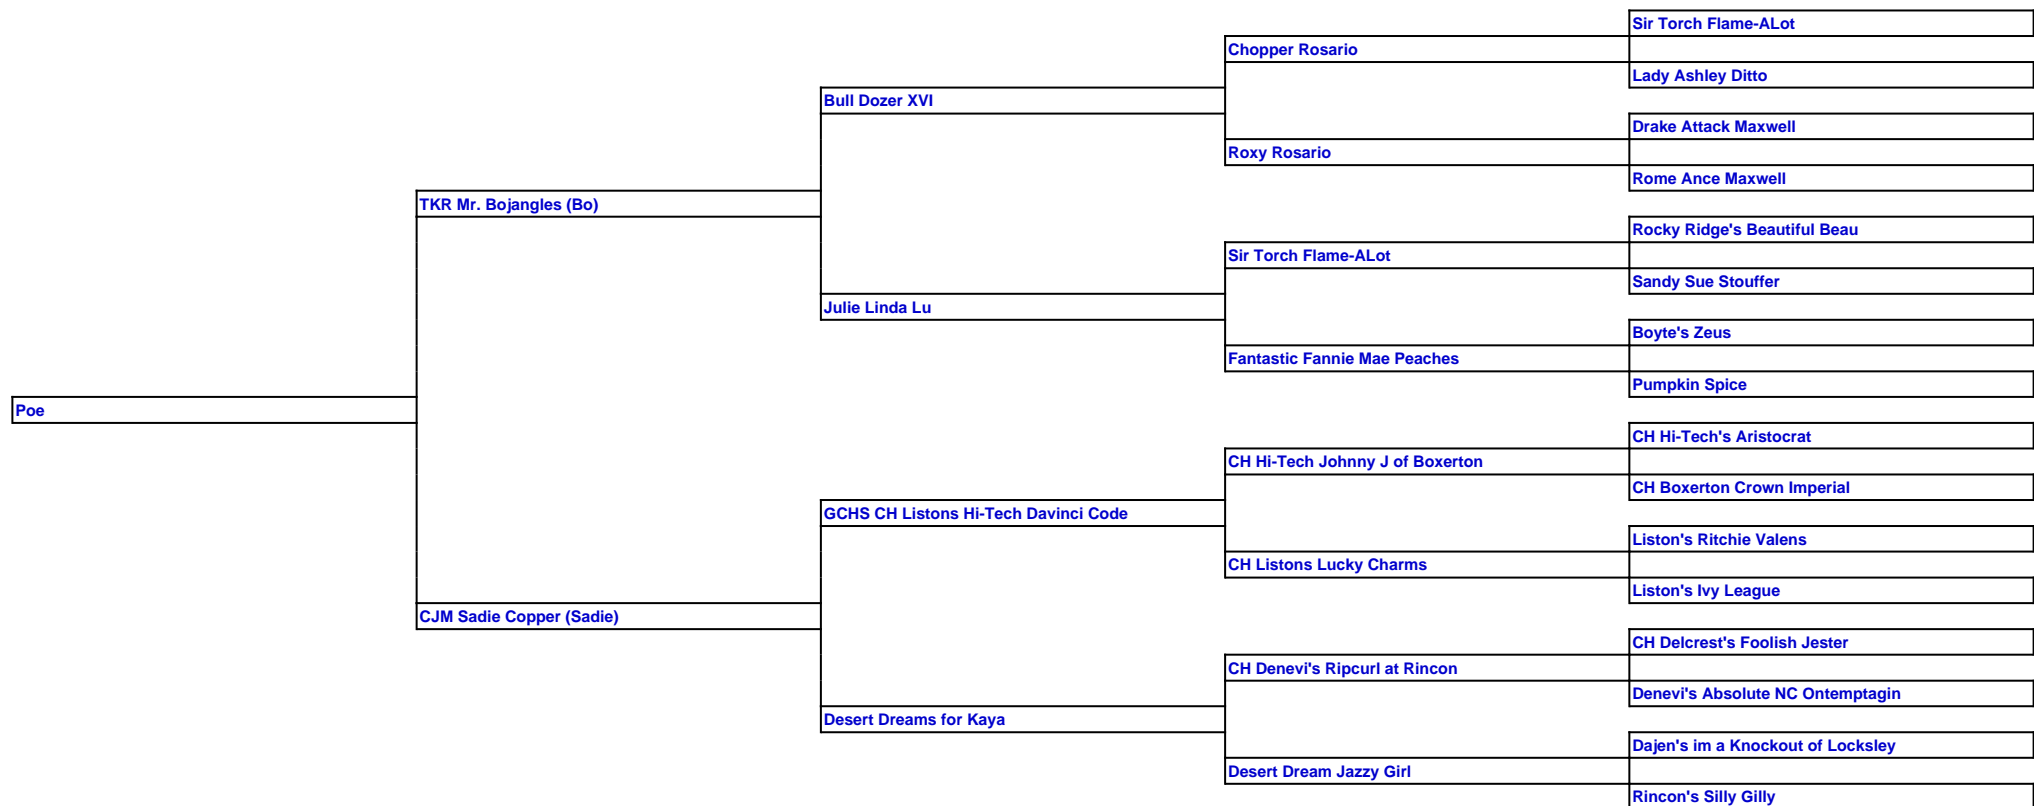 Sir Torch Flame-ALot
Chopper Rosario
Lady Ashley Ditto
Bull Dozer XVI
Drake Attack Maxwell
Roxy Rosario
Rome Ance Maxwell
TKR Mr. Bojangles (Bo)
Rocky Ridge's Beautiful Beau
Sir Torch Flame-ALot
Sandy Sue Stouffer
Julie Linda Lu
Boyte's Zeus
Fantastic Fannie Mae Peaches
Pumpkin Spice
Poe
CH Hi-Tech's Aristocrat
CH Hi-Tech Johnny J of Boxerton
CH Boxerton Crown Imperial
GCHS CH Listons Hi-Tech Davinci Code
Liston's Ritchie Valens
CH Listons Lucky Charms
Liston's Ivy League
CJM Sadie Copper (Sadie)
CH Delcrest's Foolish Jester
CH Denevi's Ripcurl at Rincon
Denevi's Absolute NC Ontemptagin
Desert Dreams for Kaya
Dajen's im a Knockout of Locksley
Desert Dream Jazzy Girl
Rincon's Silly Gilly